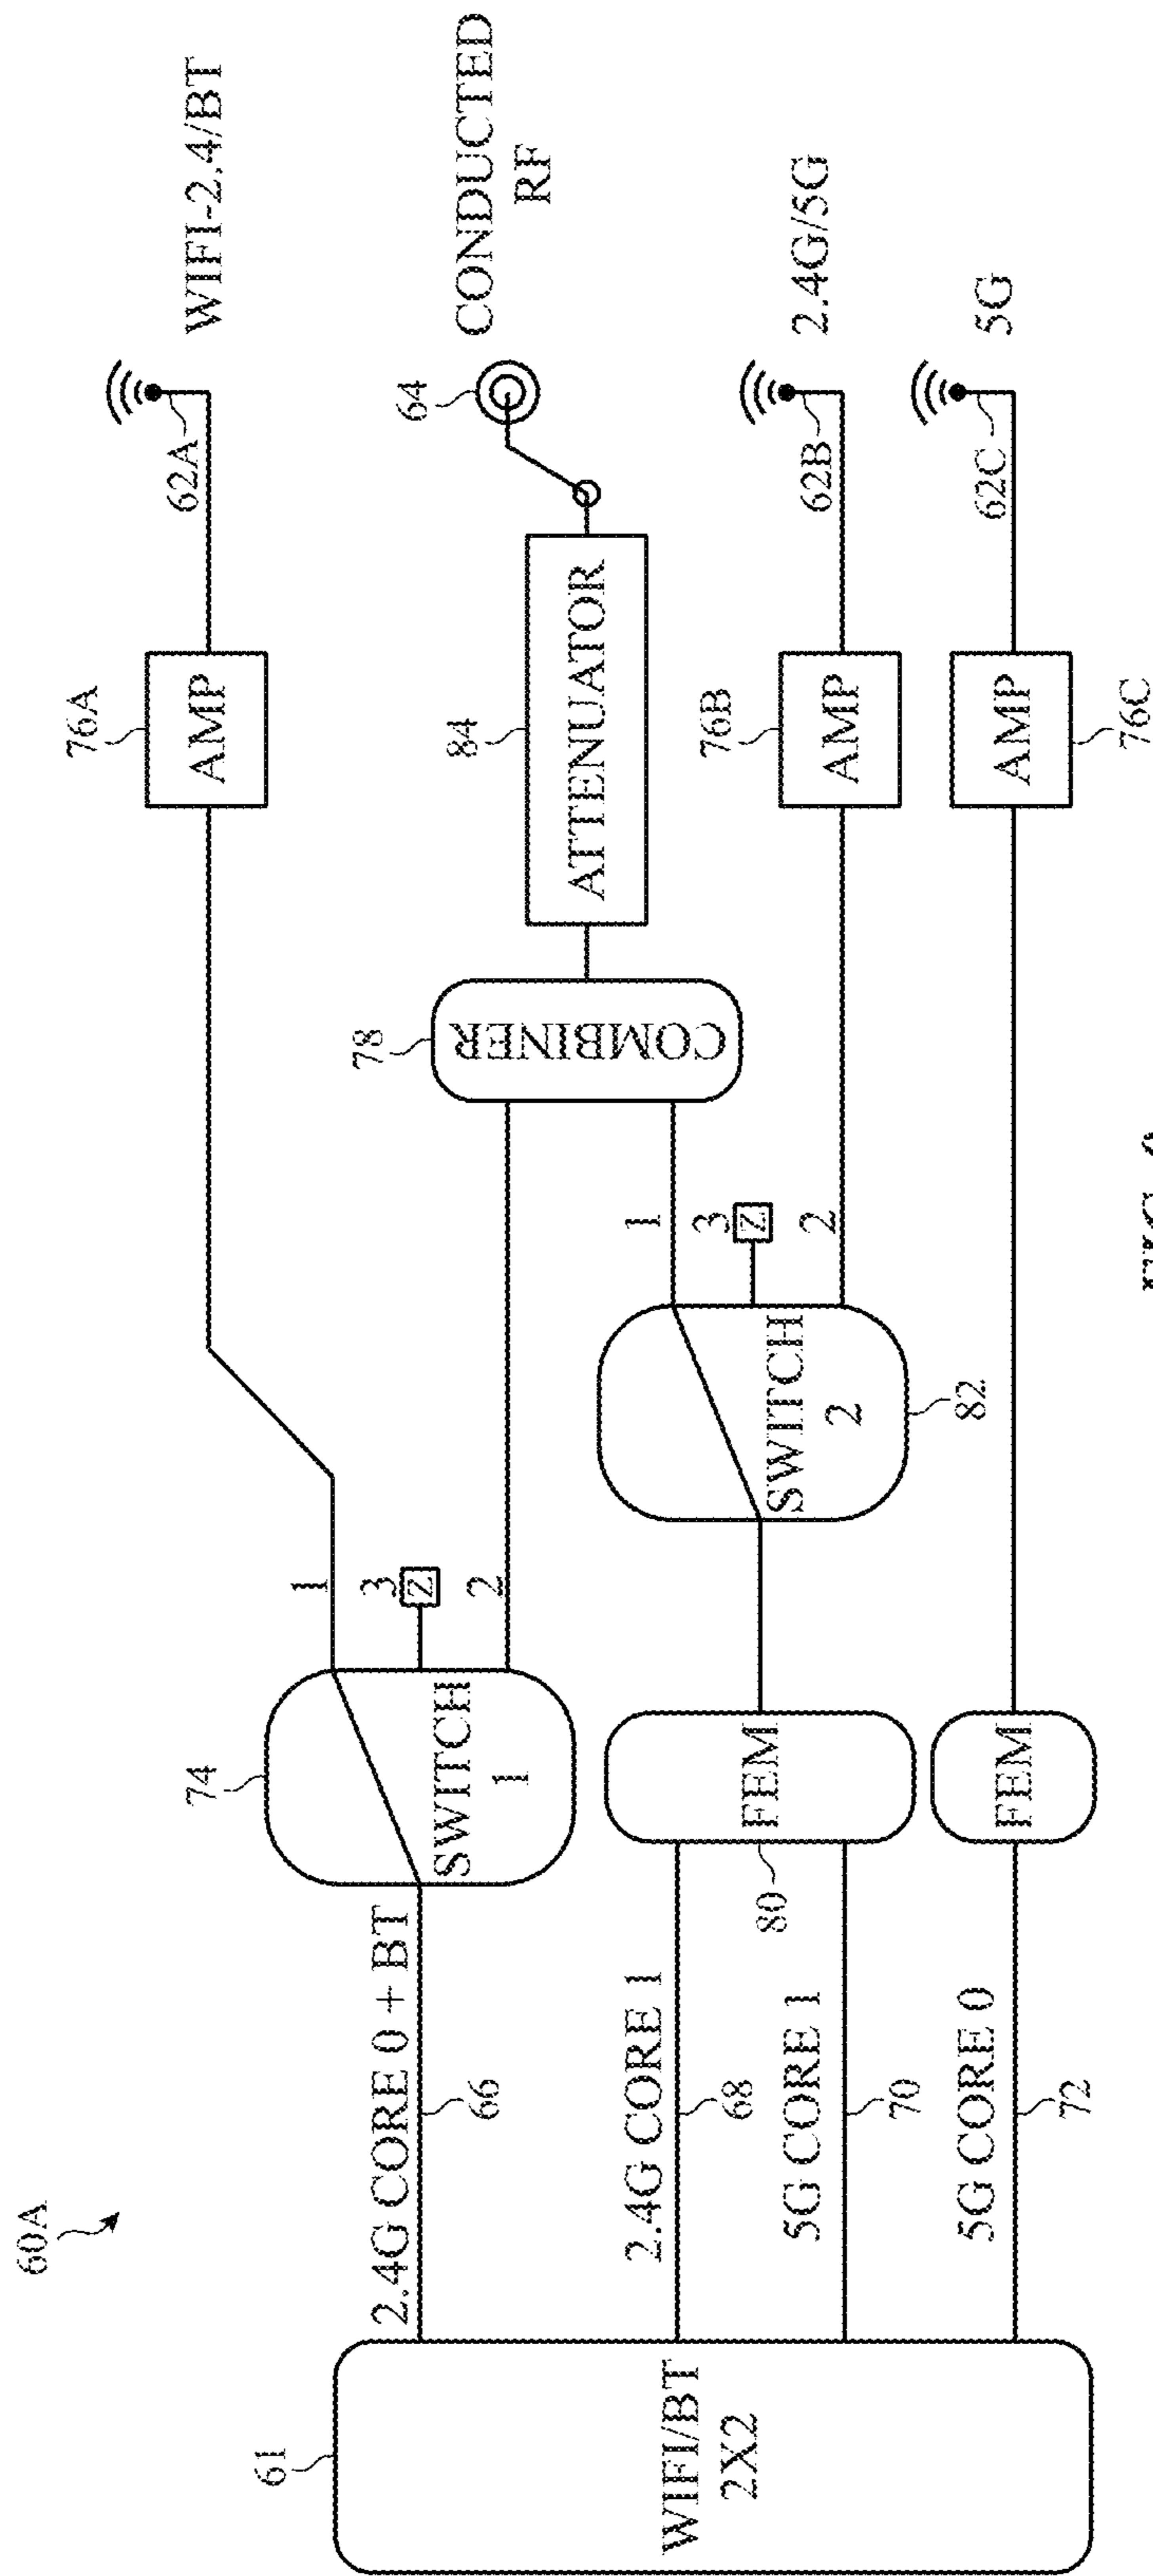 60A
61
WIFI/BT
2X2
2.4G CORE 0 + BT
66
2.4G CORE 1
68
5G CORE 1
70
5G CORE 0
72
74
SWITCH
1
1
3
Z
2
FEM
80
FEM
SWITCH
2
82
1
3
Z
2
COMBINER
78
ATTENUATOR
84
AMP
76A
AMP
76B
AMP
76C
62A
WIFI-2.4/BT
64
CONDUCTED
RF
62B
2.4G/5G
62C
5G